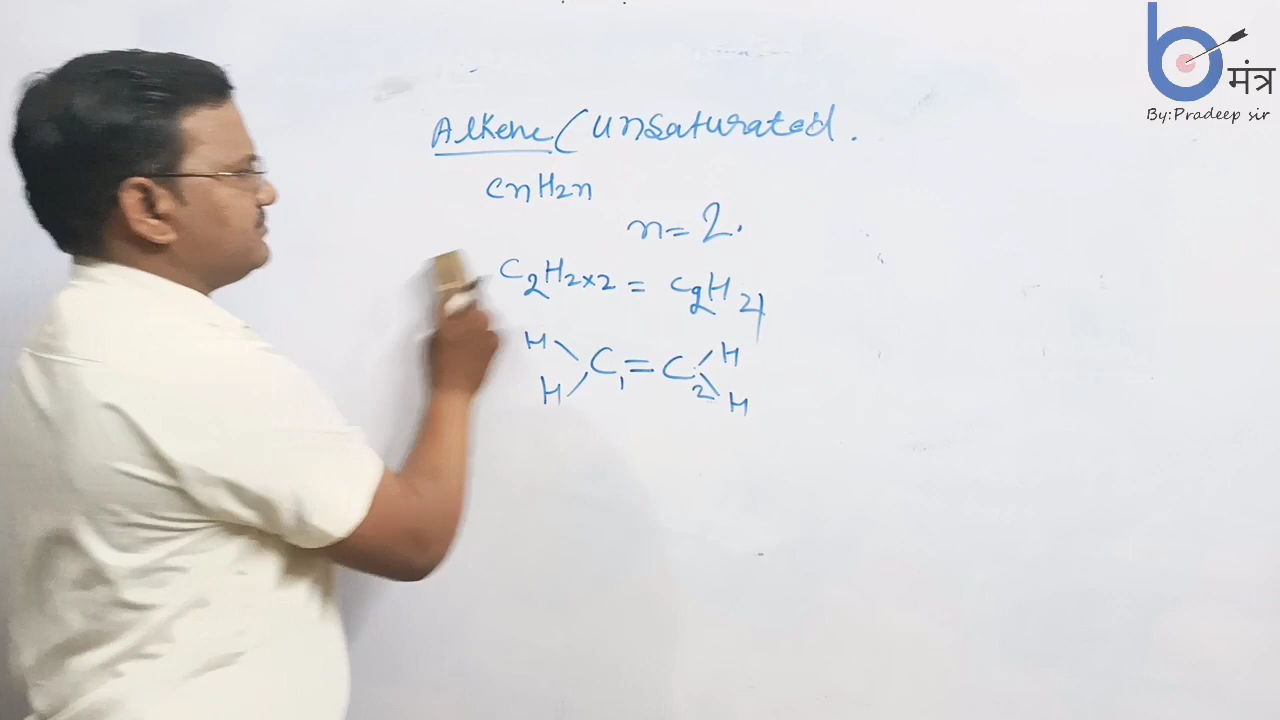 b मंत्र
By:Pradeep sir
Alkene (Unsaturated.
CnH2n
n=2.
C2H2x2 = C2H4
H H
C1=C2
H H